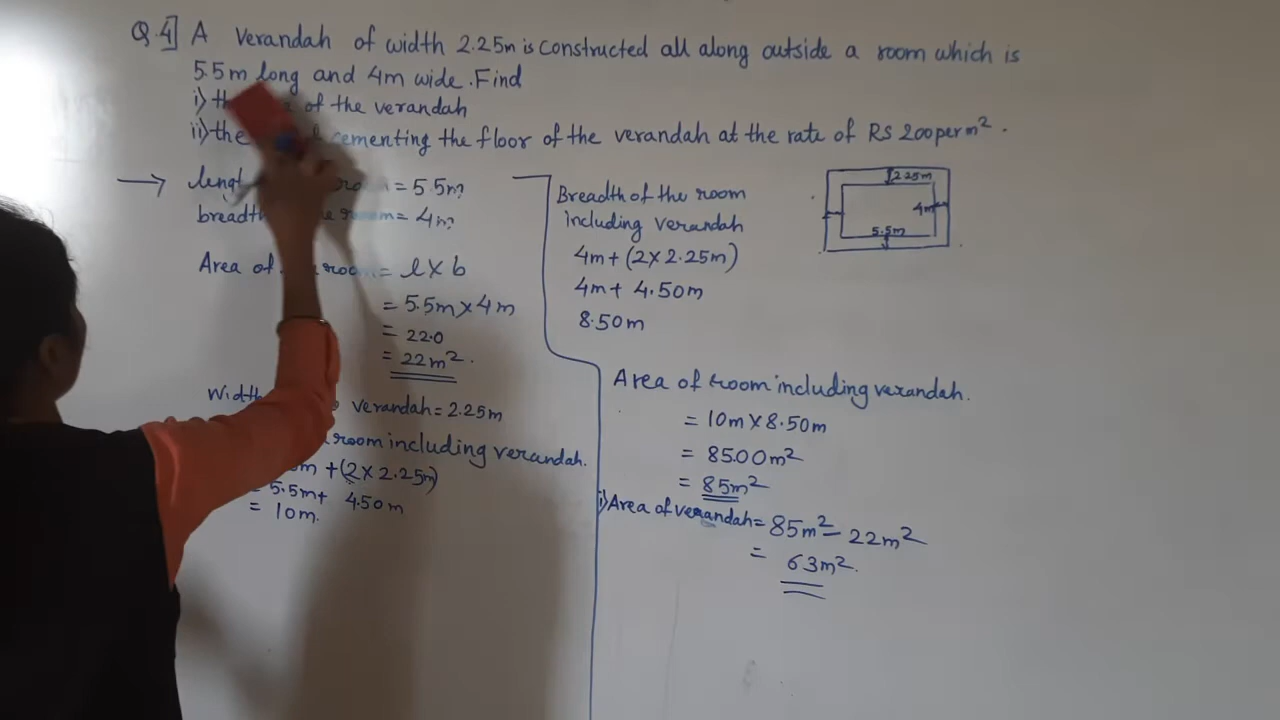 Q.4] A verandah of width 2.25m is constructed all along outside a room which is
5.5m long and 4m wide. Find
i) of the verandah
ii) the cementing the floor of the verandah at the rate of RS 200 per m².
→ = 5.5m
breadth room = 4m
Area of room = l X b
= 5.5m X 4m
= 22.0
= 22m².
Width verandah = 2.25m
room including verandah.
m + (2 X 2.25m)
= 5.5m + 4.50m
= 10m.
Breadth of the room
including verandah
4m + (2 X 2.25m)
4m + 4.50m
8.50m
2.25m
4m
5.5m
Area of room including verandah.
= 10m X 8.50m
= 85.00m²
= 85m²
i) Area of verandah = 85m² - 22m²
= 63m².